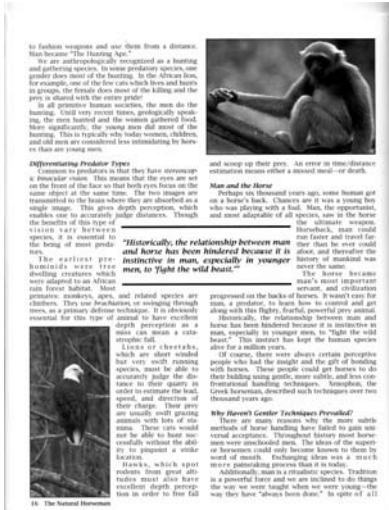 to fashion weapons and use them from a distance.
Man became "The Hunting Ape."
We are anthropologically recognized as a hunting
and gathering species. In some predatory species, one
gender does most of the hunting. In the African lion,
for example, one of the few cats which lives and hunts
in groups, the female does most of the killing and the
prey is shared with the entire pride!
In all primitive human societies, the men do the
hunting. Until very recent times, geologically speak-
ing, the men hunted and the women gathered food.
More significantly, the young men did most of the
hunting. This is typically why today women, children,
and old men are considered less intimidating by hors-
es than are young men.
Differentiating Predator Types
Common to predators is that they have stereoscop-
ic binocular vision. This means that the eyes are set
on the front of the face so that both eyes focus on the
same object at the same time. The two images are
transmitted to the brain where they are absorbed as a
single image. This gives depth perception, which
enables one to accurately judge distances. Though
the benefits of this type of
vision vary between
species, it is essential to
the being of most preda-
tors.
The earliest pre-
hominids were tree
dwelling creatures which
were adapted to an African
rain forest habitat. Most
primates, monkeys, apes, and related species are
climbers. They use brachiation, or swinging through
trees, as a primary defense technique. It is obviously
essential for this type of animal to have excellent
depth perception as a
miss can mean a cata-
strophic fall.
Lions or cheetahs,
which are short winded
but very swift running
species, must be able to
accurately judge the dis-
tance to their quarry in
order to estimate the lead,
speed, and direction of
their charge. Their prey
are usually swift grazing
animals with lots of sta-
mina. These cats would
not be able to hunt suc-
cessfully without the abil-
ity to pinpoint a strike
location.
Hawks, which spot
rodents from great alti-
tudes must also have
excellent depth percep-
tion in order to free fall
16 The Natural Horseman
and scoop up their prey. An error in time/distance
estimation means either a missed meal—or death.
Man and the Horse
Perhaps six thousand years ago, some human got
on a horse's back. Chances are it was a young boy
who was playing with a foal. Man, the opportunist,
and most adaptable of all species, saw in the horse
the ultimate weapon.
Horseback, man could
run faster and travel far-
ther than he ever could
afoot, and thereafter the
history of mankind was
never the same.
The horse became
man's most important
servant, and civilization
progressed on the backs of horses. It wasn't easy for
man, a predator, to learn how to control and get
along with this flighty, fearful, powerful prey animal.
Historically, the relationship between man and
horse has been hindered because it is instinctive in
man, especially in younger men, to "fight the wild
beast." This instinct has kept the human species
alive for a million years.
Of course, there were always certain perceptive
people who had the insight and the gift of bonding
with horses. These people could get horses to do
their bidding using gentle, more subtle, and less con-
frontational handling techniques. Xenophon, the
Greek horseman, described such techniques over two
thousand years ago.
Why Haven't Gentler Techniques Prevailed?
There are many reasons why the more subtle
methods of horse handling have failed to gain uni-
versal acceptance. Throughout history most horse-
men were unschooled men. The ideas of the superi-
or horsemen could only become known to them by
word of mouth. Exchanging ideas was a much
more painstaking process than it is today.
Additionally, man is a ritualistic species. Tradition
is a powerful force and we are inclined to do things
the way we were taught when we were young—the
way they have "always been done." In spite of all
"Historically, the relationship between man
and horse has been hindered because it is
instinctive in man, especially in younger
men, to 'fight the wild beast.'"